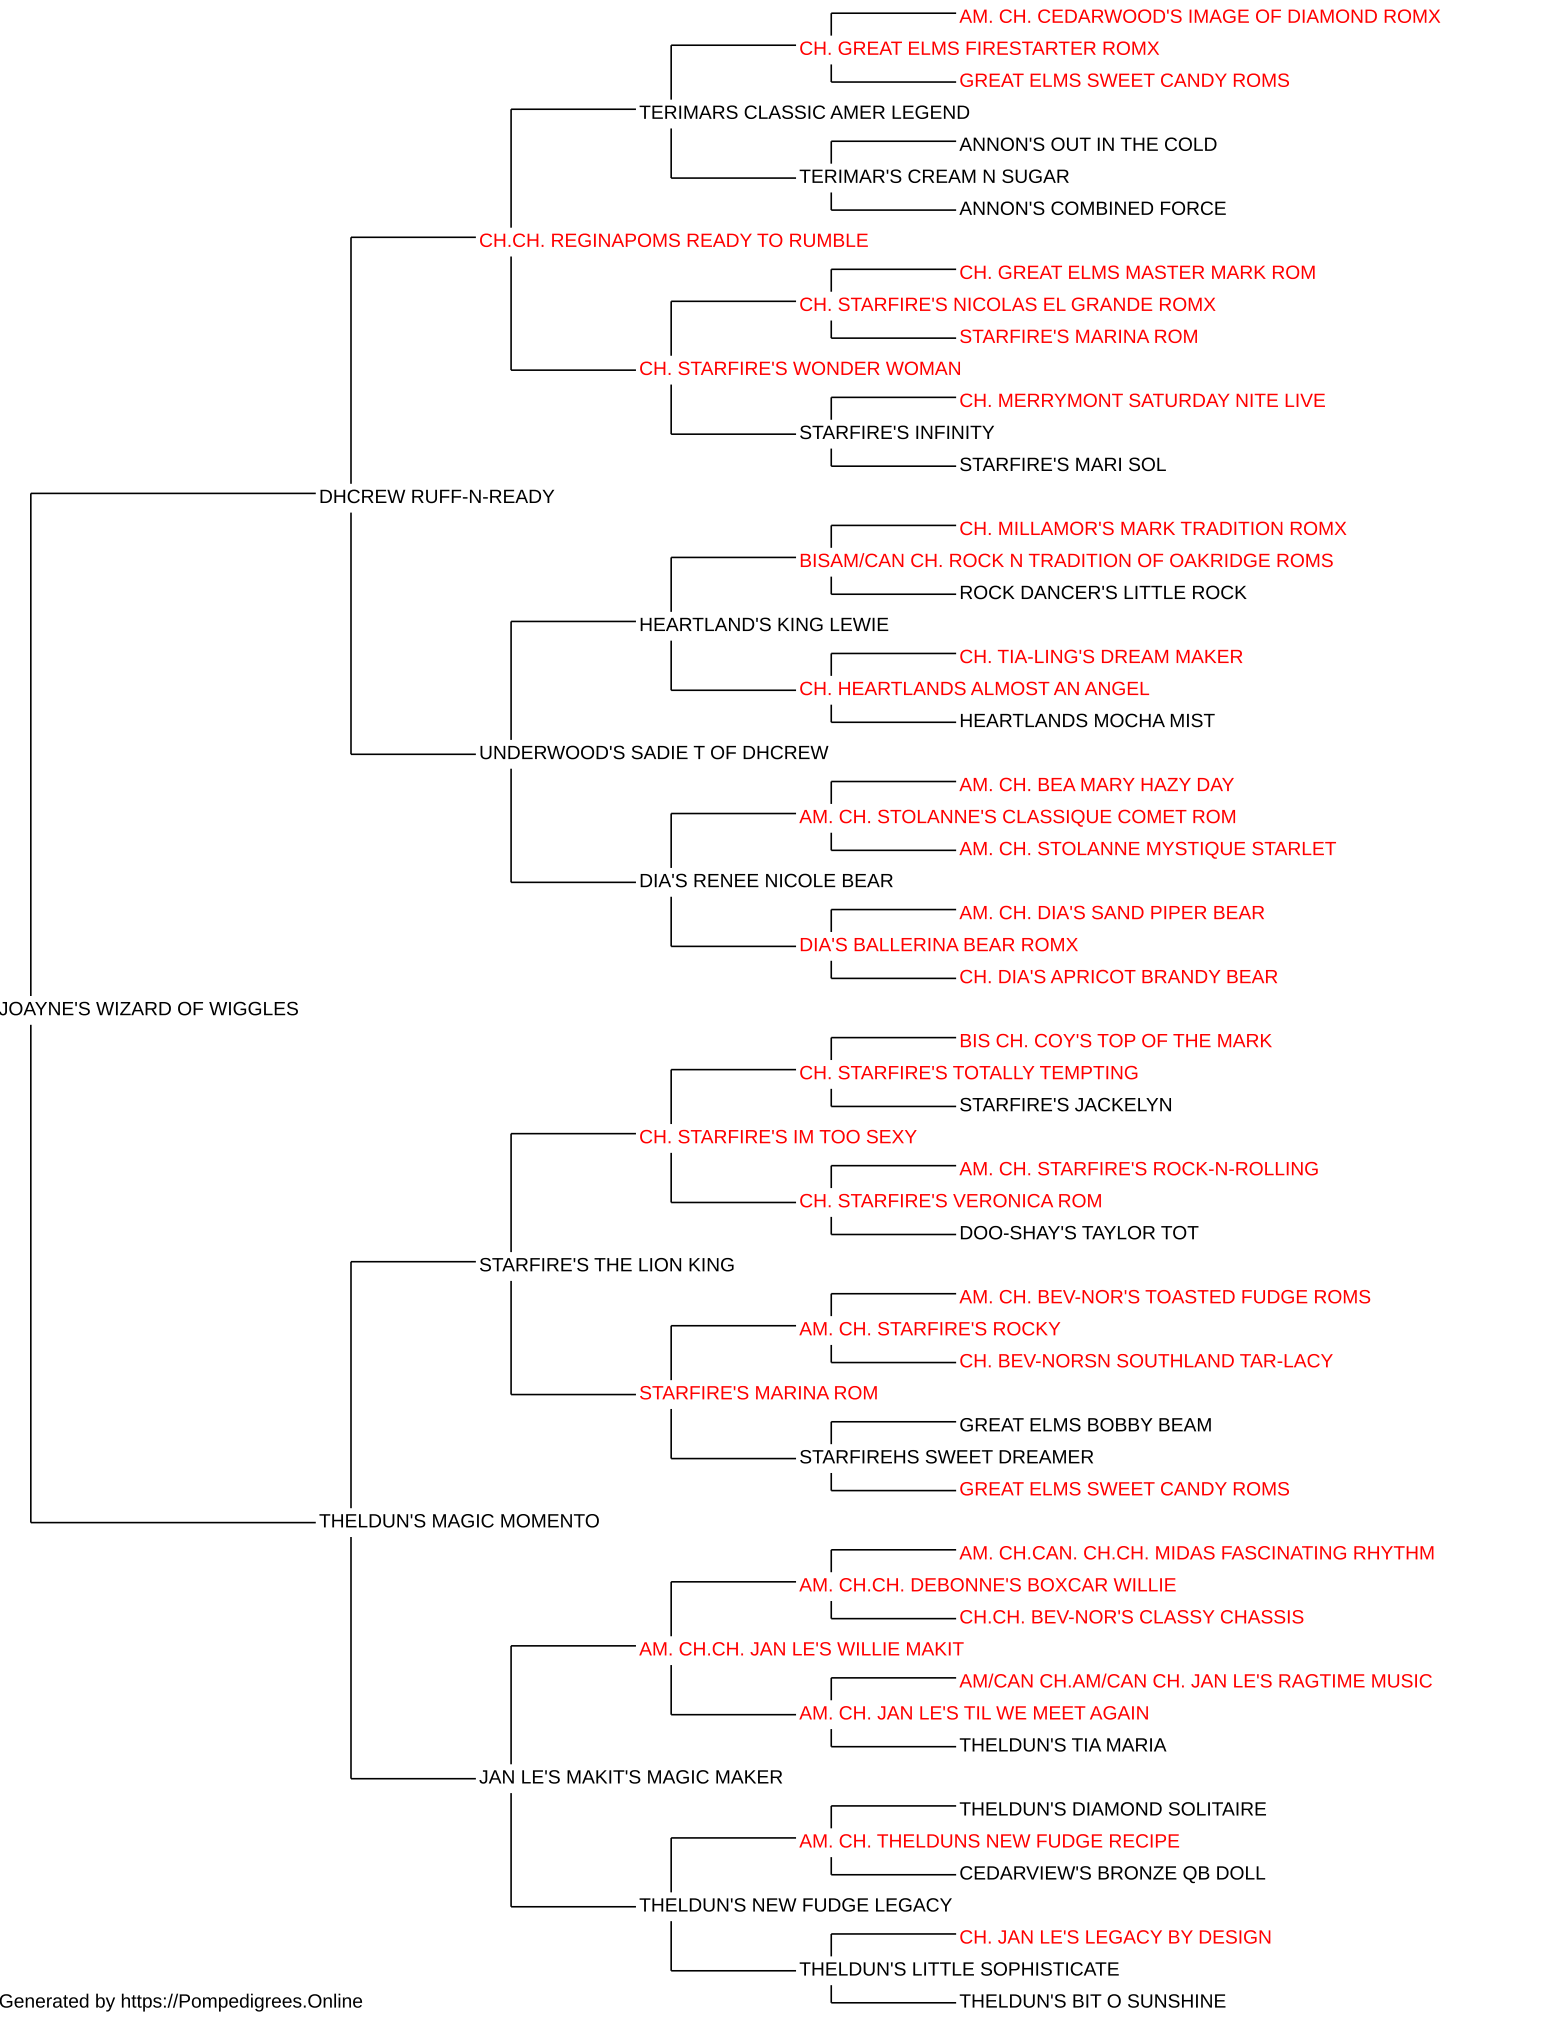 AM. CH. CEDARWOOD'S IMAGE OF DIAMOND ROMX
CH. GREAT ELMS FIRESTARTER ROMX
GREAT ELMS SWEET CANDY ROMS
TERIMARS CLASSIC AMER LEGEND
ANNON'S OUT IN THE COLD
TERIMAR'S CREAM N SUGAR
ANNON'S COMBINED FORCE
CH.CH. REGINAPOMS READY TO RUMBLE
CH. GREAT ELMS MASTER MARK ROM
CH. STARFIRE'S NICOLAS EL GRANDE ROMX
STARFIRE'S MARINA ROM
CH. STARFIRE'S WONDER WOMAN
CH. MERRYMONT SATURDAY NITE LIVE
STARFIRE'S INFINITY
STARFIRE'S MARI SOL
DHCREW RUFF-N-READY
CH. MILLAMOR'S MARK TRADITION ROMX
BISAM/CAN CH. ROCK N TRADITION OF OAKRIDGE ROMS
ROCK DANCER'S LITTLE ROCK
HEARTLAND'S KING LEWIE
CH. TIA-LING'S DREAM MAKER
CH. HEARTLANDS ALMOST AN ANGEL
HEARTLANDS MOCHA MIST
UNDERWOOD'S SADIE T OF DHCREW
AM. CH. BEA MARY HAZY DAY
AM. CH. STOLANNE'S CLASSIQUE COMET ROM
AM. CH. STOLANNE MYSTIQUE STARLET
DIA'S RENEE NICOLE BEAR
AM. CH. DIA'S SAND PIPER BEAR
DIA'S BALLERINA BEAR ROMX
CH. DIA'S APRICOT BRANDY BEAR
JOAYNE'S WIZARD OF WIGGLES
BIS CH. COY'S TOP OF THE MARK
CH. STARFIRE'S TOTALLY TEMPTING
STARFIRE'S JACKELYN
CH. STARFIRE'S IM TOO SEXY
AM. CH. STARFIRE'S ROCK-N-ROLLING
CH. STARFIRE'S VERONICA ROM
DOO-SHAY'S TAYLOR TOT
STARFIRE'S THE LION KING
AM. CH. BEV-NOR'S TOASTED FUDGE ROMS
AM. CH. STARFIRE'S ROCKY
CH. BEV-NORSN SOUTHLAND TAR-LACY
STARFIRE'S MARINA ROM
GREAT ELMS BOBBY BEAM
STARFIREHS SWEET DREAMER
GREAT ELMS SWEET CANDY ROMS
THELDUN'S MAGIC MOMENTO
AM. CH.CAN. CH.CH. MIDAS FASCINATING RHYTHM
AM. CH.CH. DEBONNE'S BOXCAR WILLIE
CH.CH. BEV-NOR'S CLASSY CHASSIS
AM. CH.CH. JAN LE'S WILLIE MAKIT
AM/CAN CH.AM/CAN CH. JAN LE'S RAGTIME MUSIC
AM. CH. JAN LE'S TIL WE MEET AGAIN
THELDUN'S TIA MARIA
JAN LE'S MAKIT'S MAGIC MAKER
THELDUN'S DIAMOND SOLITAIRE
AM. CH. THELDUNS NEW FUDGE RECIPE
CEDARVIEW'S BRONZE QB DOLL
THELDUN'S NEW FUDGE LEGACY
CH. JAN LE'S LEGACY BY DESIGN
THELDUN'S LITTLE SOPHISTICATE
THELDUN'S BIT O SUNSHINE
Generated by https://Pompedigrees.Online